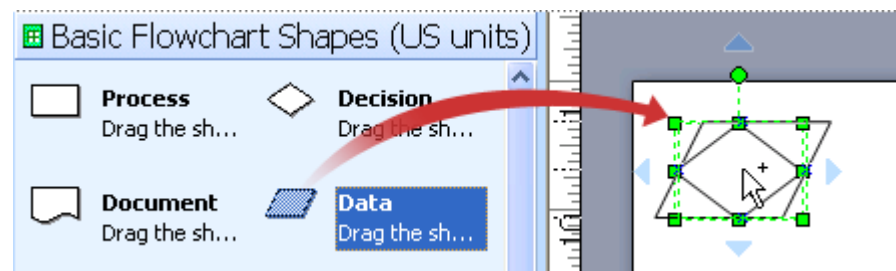 Basic Flowchart Shapes (US units)
Process
Drag the sh...
Decision
Drag the sh...
Document
Drag the sh...
Data
Drag the sh...